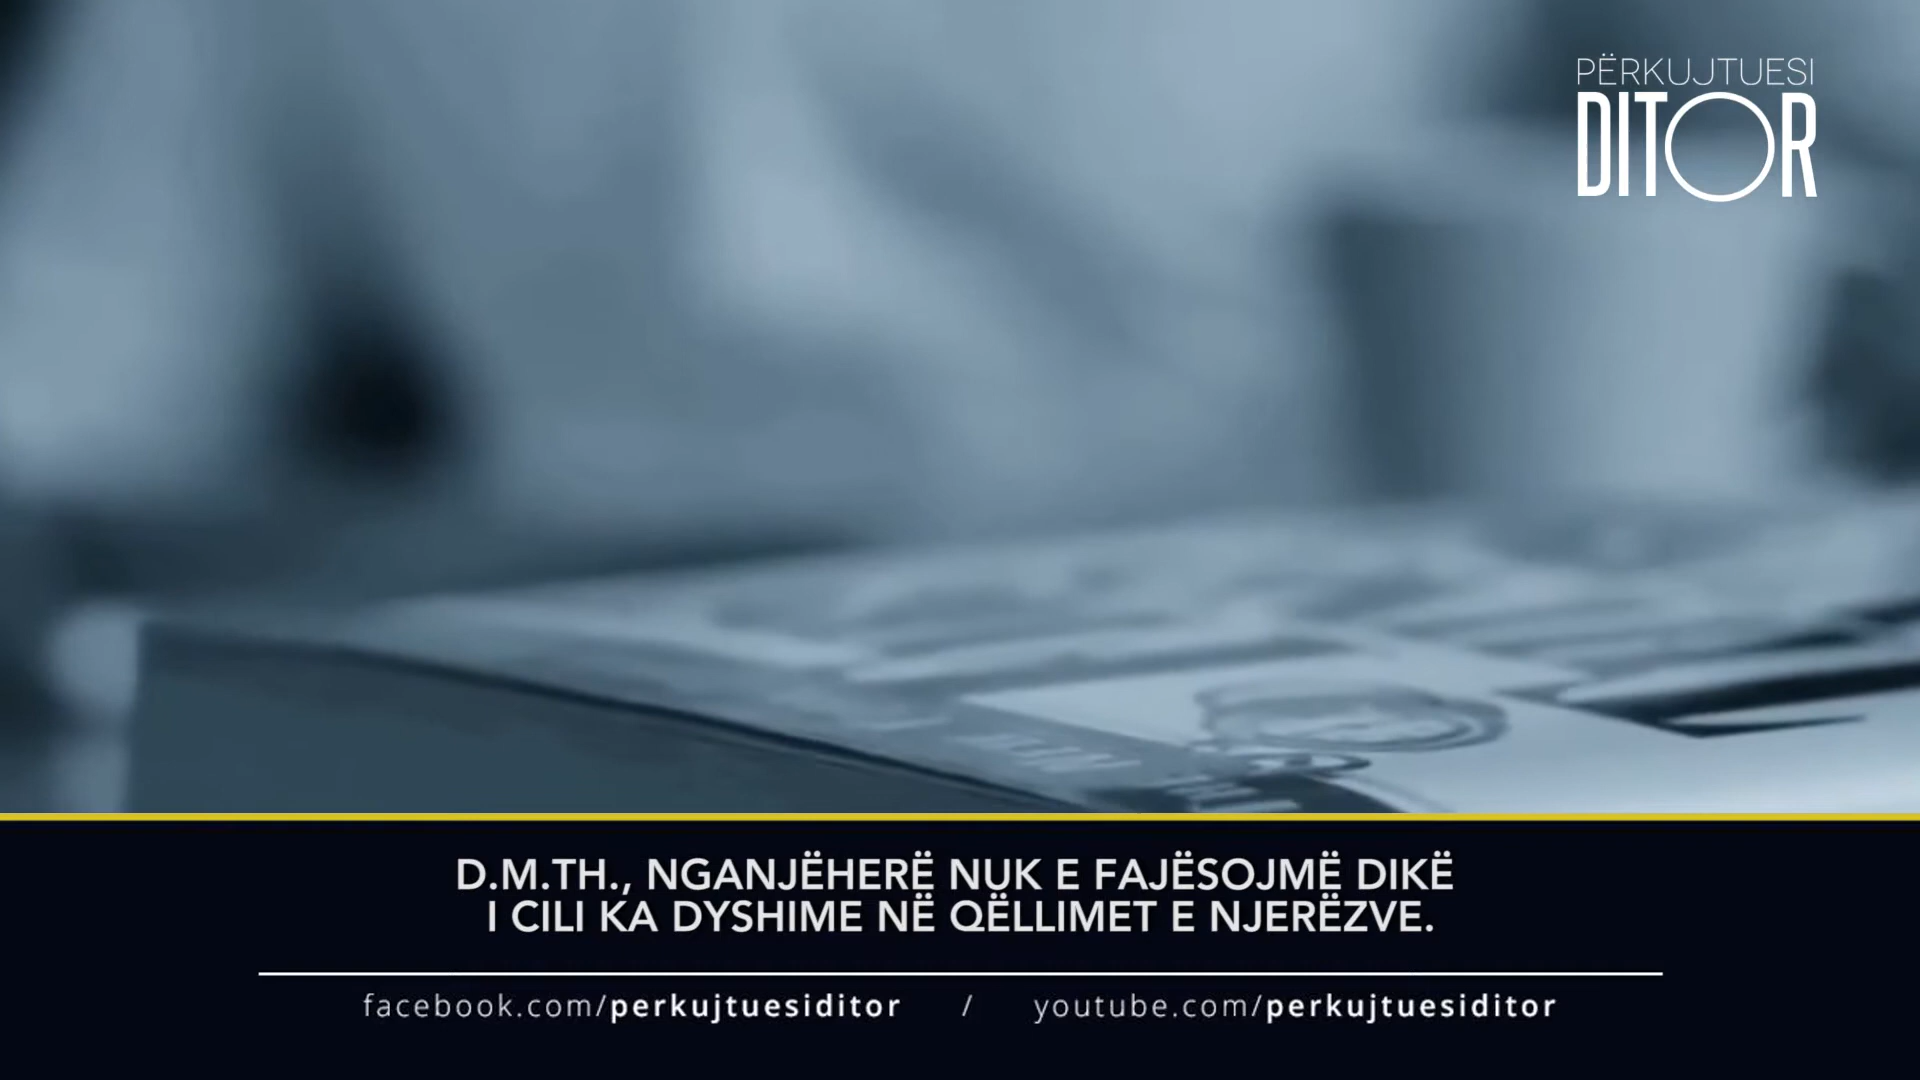 PËRKUJTUESI
DITOR
D.M.TH., NGANJËHERË NUK E FAJËSOJMË DIKË
I CILI KA DYSHIME NË QËLLIMET E NJERËZVE.
facebook.com/perkujtuesiditor / youtube.com/perkujtuesiditor